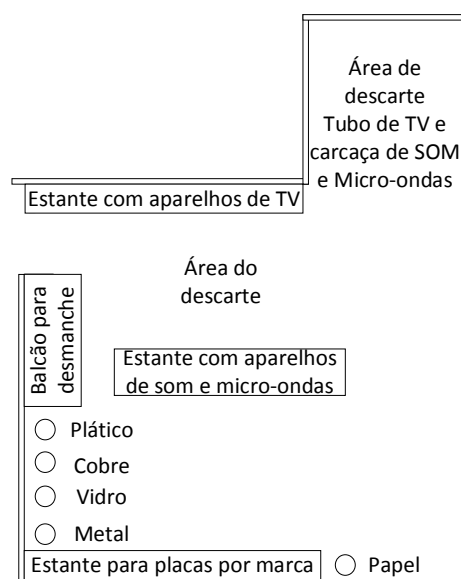 Área de
descarte
Tubo de TV e
carcaça de SOM
e Micro-ondas
Estante com aparelhos de TV
Área do
descarte
Balcão para
desmanche
Estante com aparelhos
de som e micro-ondas
Plático
Cobre
Vidro
Metal
Estante para placas por marca
Papel